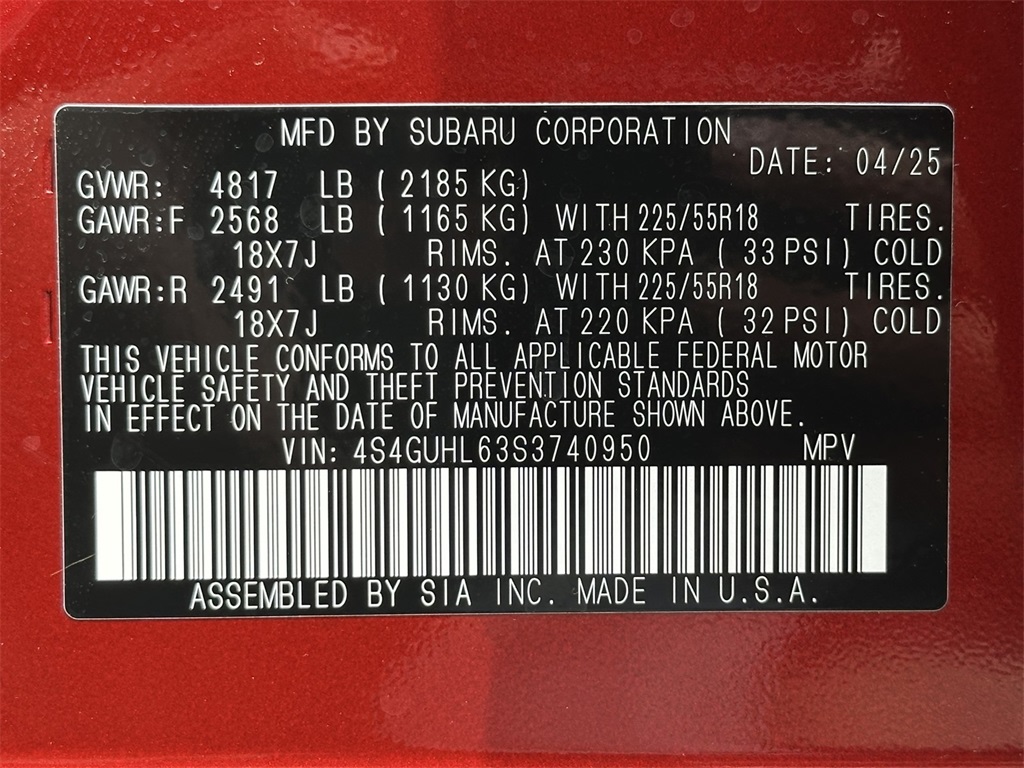 MFD BY SUBARU CORPORATION
DATE: 04/25
GVWR: 4817 LB ( 2185 KG)
GAWR:F 2568 LB ( 1165 KG) WITH 225/55R18 TIRES.
18X7J RIMS. AT 230 KPA ( 33 PSI) COLD
GAWR:R 2491 LB ( 1130 KG) WITH 225/55R18 TIRES.
18X7J RIMS. AT 220 KPA ( 32 PSI) COLD
THIS VEHICLE CONFORMS TO ALL APPLICABLE FEDERAL MOTOR
VEHICLE SAFETY AND THEFT PREVENTION STANDARDS
IN EFFECT ON THE DATE OF MANUFACTURE SHOWN ABOVE.
VIN: 4S4GUHL63S3740950 MPV
ASSEMBLED BY SIA INC. MADE IN U.S.A.